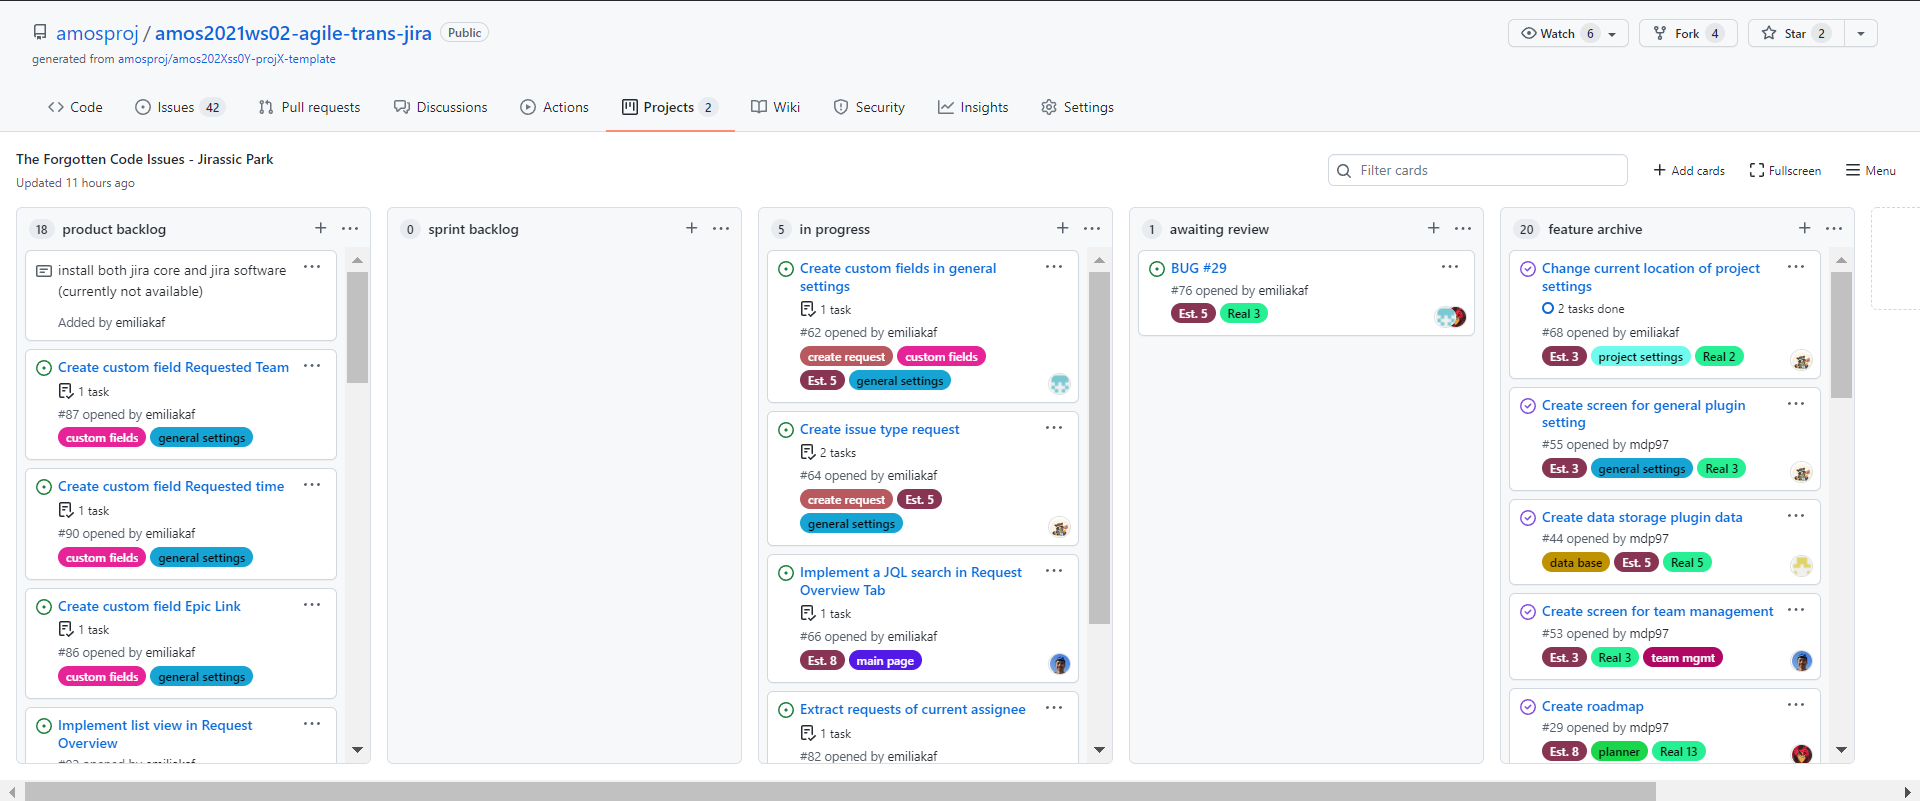 amosproj / amos2021ws02-agile-trans-jira Public
Watch 6 Fork 4 Star 2
generated from amosproj/amos202Xss0Y-projX-template
Code Issues 42 Pull requests Discussions Actions Projects 2 Wiki Security Insights Settings
The Forgotten Code Issues - Jirassic Park
Updated 11 hours ago
Filter cards Add cards Fullscreen Menu
18 product backlog
install both jira core and jira software
(currently not available)
Added by emiliakaf
Create custom field Requested Team
1 task
#87 opened by emiliakaf
custom fields general settings
Create custom field Requested time
1 task
#90 opened by emiliakaf
custom fields general settings
Create custom field Epic Link
1 task
#86 opened by emiliakaf
custom fields general settings
Implement list view in Request
Overview
0 sprint backlog
5 in progress
Create custom fields in general
settings
1 task
#62 opened by emiliakaf
create request custom fields
Est. 5 general settings
Create issue type request
2 tasks
#64 opened by emiliakaf
create request Est. 5
general settings
Implement a JQL search in Request
Overview Tab
1 task
#66 opened by emiliakaf
Est. 8 main page
Extract requests of current assignee
1 task
#82 opened by emiliakaf
1 awaiting review
BUG #29
#76 opened by emiliakaf
Est. 5 Real 3
20 feature archive
Change current location of project
settings
2 tasks done
#68 opened by emiliakaf
Est. 3 project settings Real 2
Create screen for general plugin
setting
#55 opened by mdp97
Est. 3 general settings Real 3
Create data storage plugin data
#44 opened by mdp97
data base Est. 5 Real 5
Create screen for team management
#53 opened by mdp97
Est. 3 Real 3 team mgmt
Create roadmap
#29 opened by mdp97
Est. 8 planner Real 13